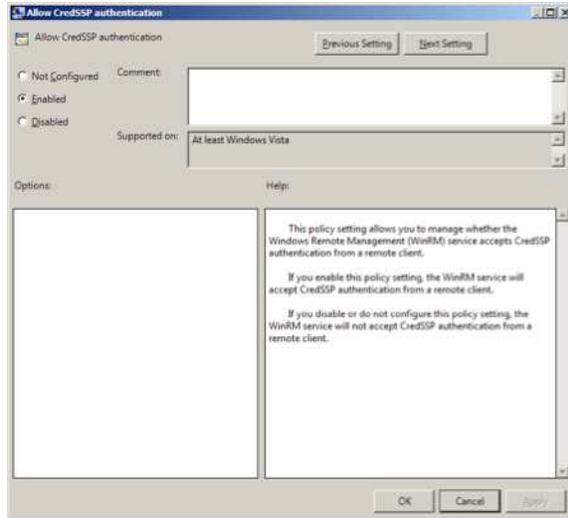 Allow CredSSP authentication
Allow CredSSP authentication
Previous Setting
Next Setting
Not Configured
Comment:
Enabled
Disabled
Supported on:
At least Windows Vista
Options:
Help:
This policy setting allows you to manage whether the
Windows Remote Management (WinRM) service accepts CredSSP
authentication from a remote client.
If you enable this policy setting, the WinRM service will
accept CredSSP authentication from a remote client.
If you disable or do not configure this policy setting, the
WinRM service will not accept CredSSP authentication from a
remote client.
OK
Cancel
Apply